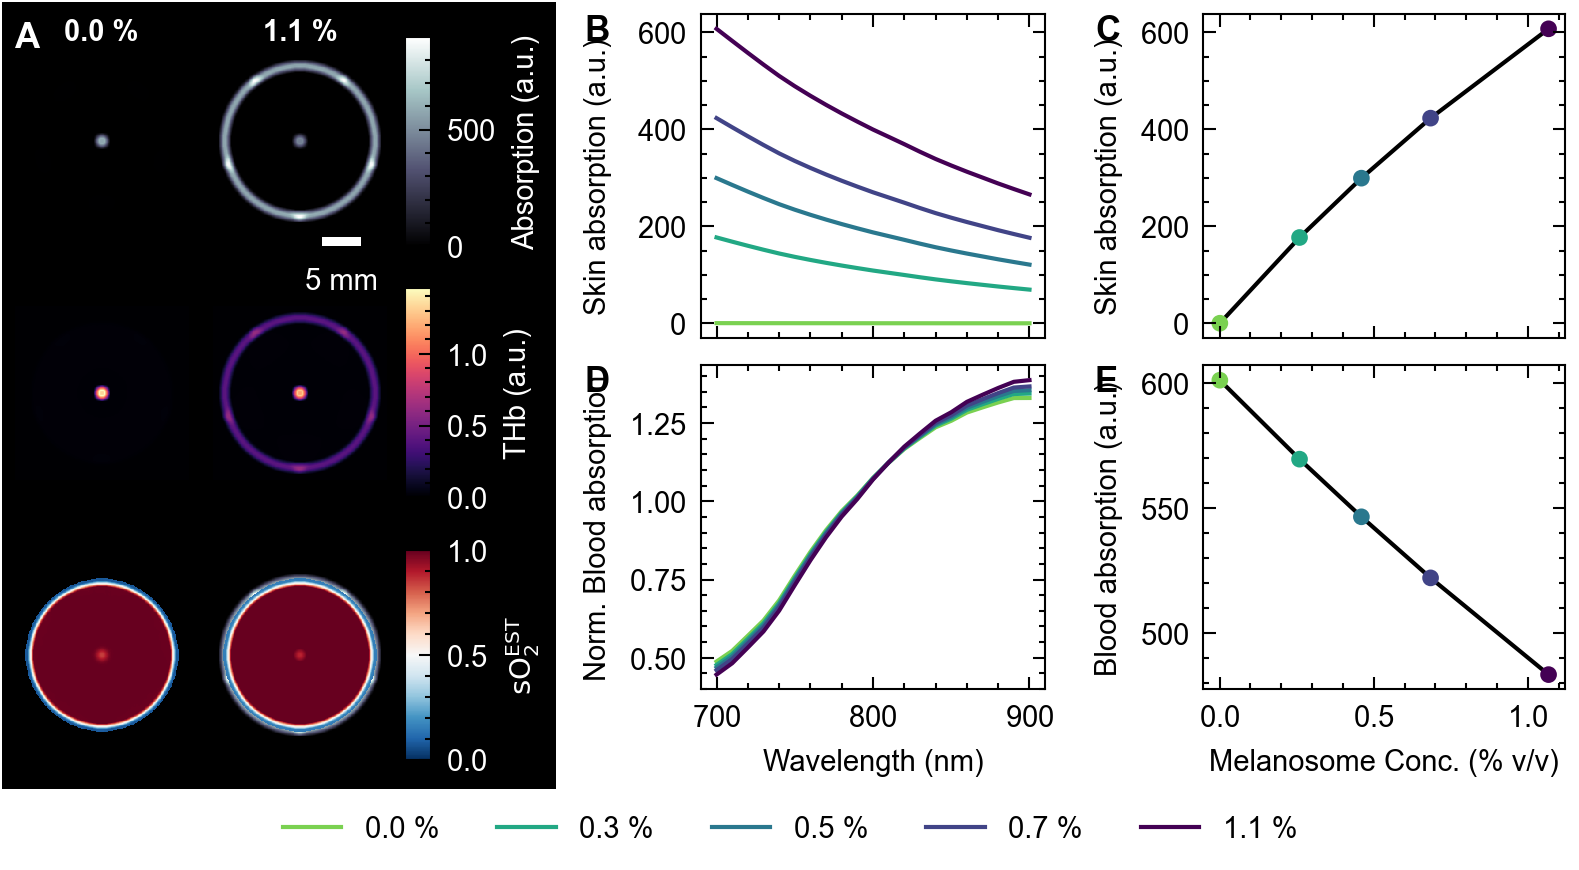 A
0.0 %
1.1 %
500
0
Absorption (a.u.)
5 mm
1.0
0.5
0.0
THb (a.u.)
1.0
0.5
0.0
sO₂ᴱˢᵀ
B
600
400
200
0
Skin absorption (a.u.)
C
600
400
200
0
Skin absorption (a.u.)
D
1.25
1.00
0.75
0.50
Norm. Blood absorption
700
800
900
Wavelength (nm)
E
600
550
500
Blood absorption (a.u.)
0.0
0.5
1.0
Melanosome Conc. (% v/v)
0.0 %
0.3 %
0.5 %
0.7 %
1.1 %